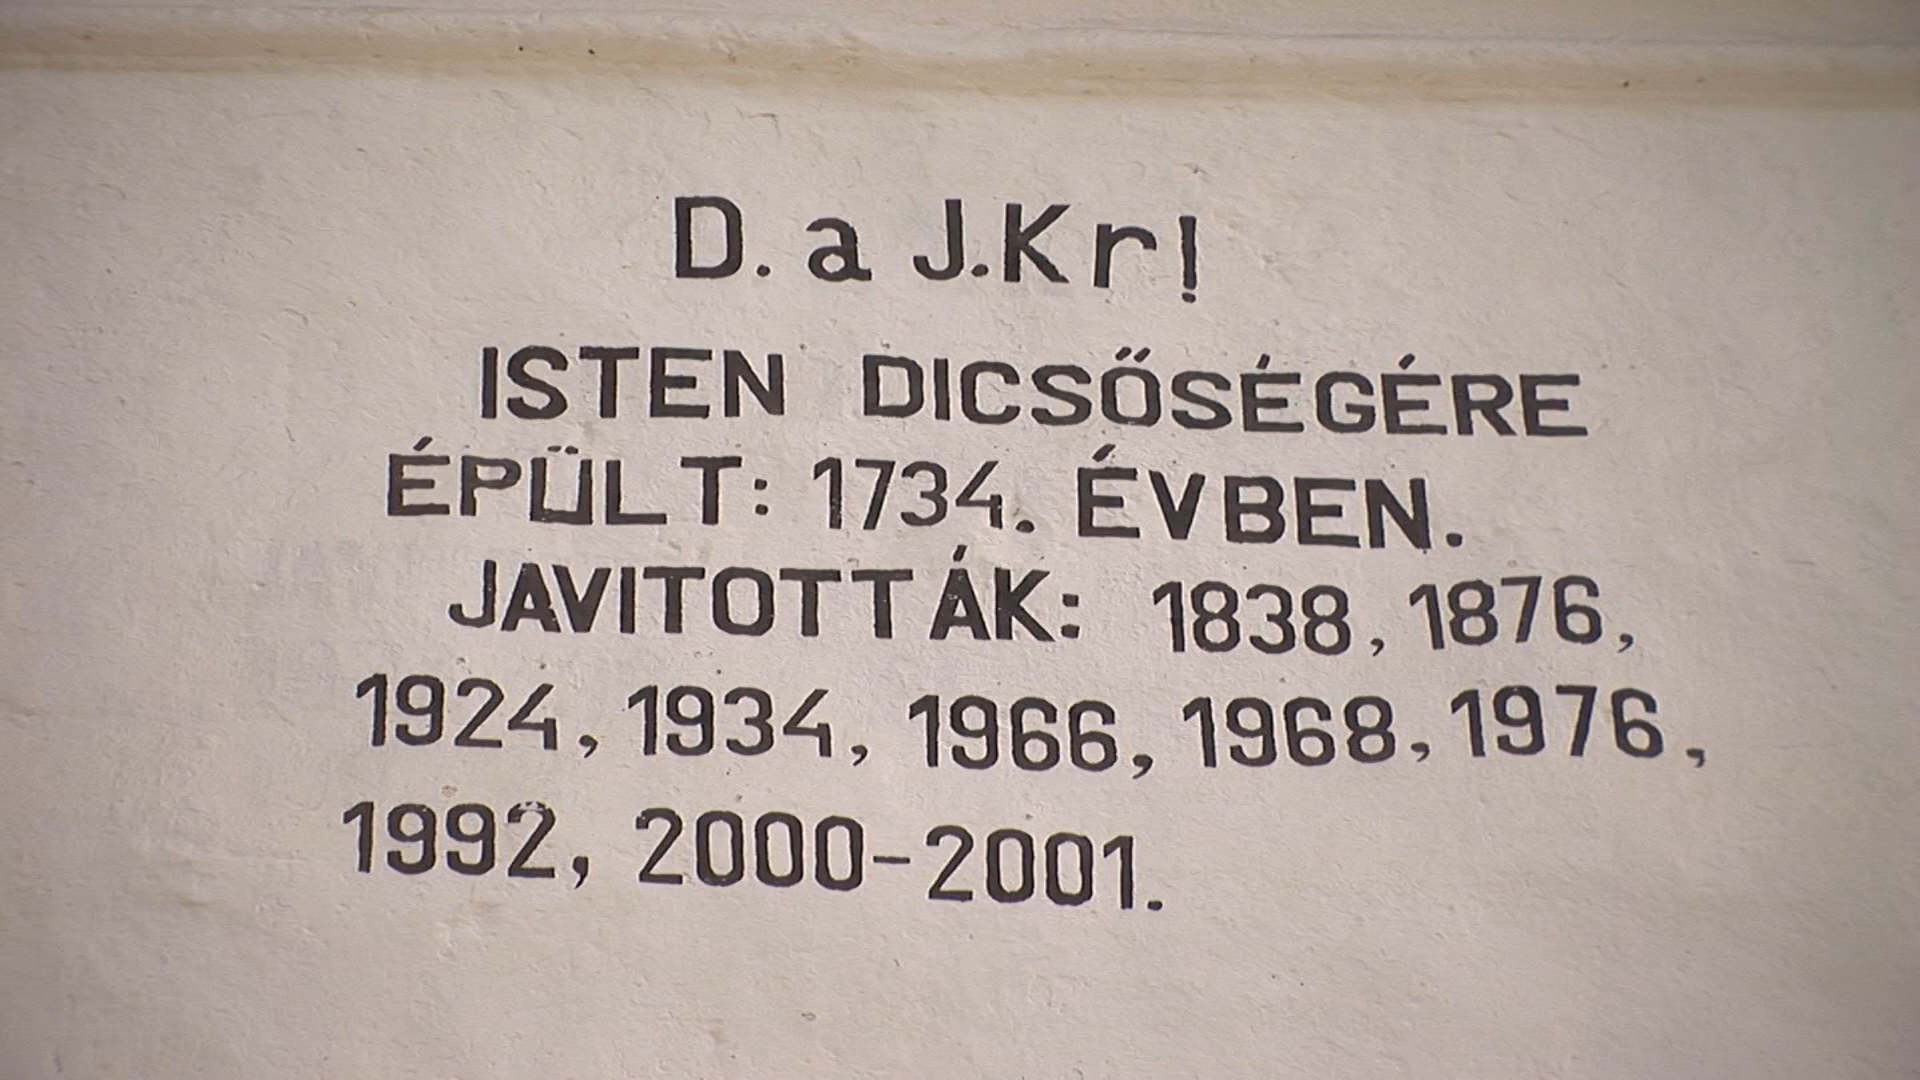 D. a J.Kr!
ISTEN DICSŐSÉGÉRE
ÉPÜLT: 1734. ÉVBEN.
JAVITOTTÁK: 1838, 1876,
1924, 1934, 1966, 1968, 1976,
1992, 2000-2001.